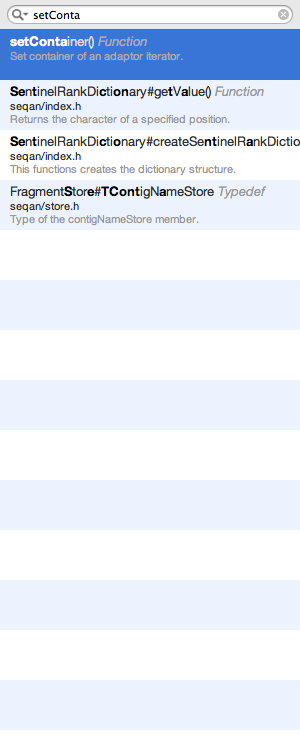 setConta
setContainer() Function
Set container of an adaptor iterator.
SentinelRankDictionary#getValue() Function
seqan/index.h
Returns the character of a specified position.
SentinelRankDictionary#createSentinelRankDictio
seqan/index.h
This functions creates the dictionary structure.
FragmentStore#TContigNameStore Typedef
seqan/store.h
Type of the contigNameStore member.